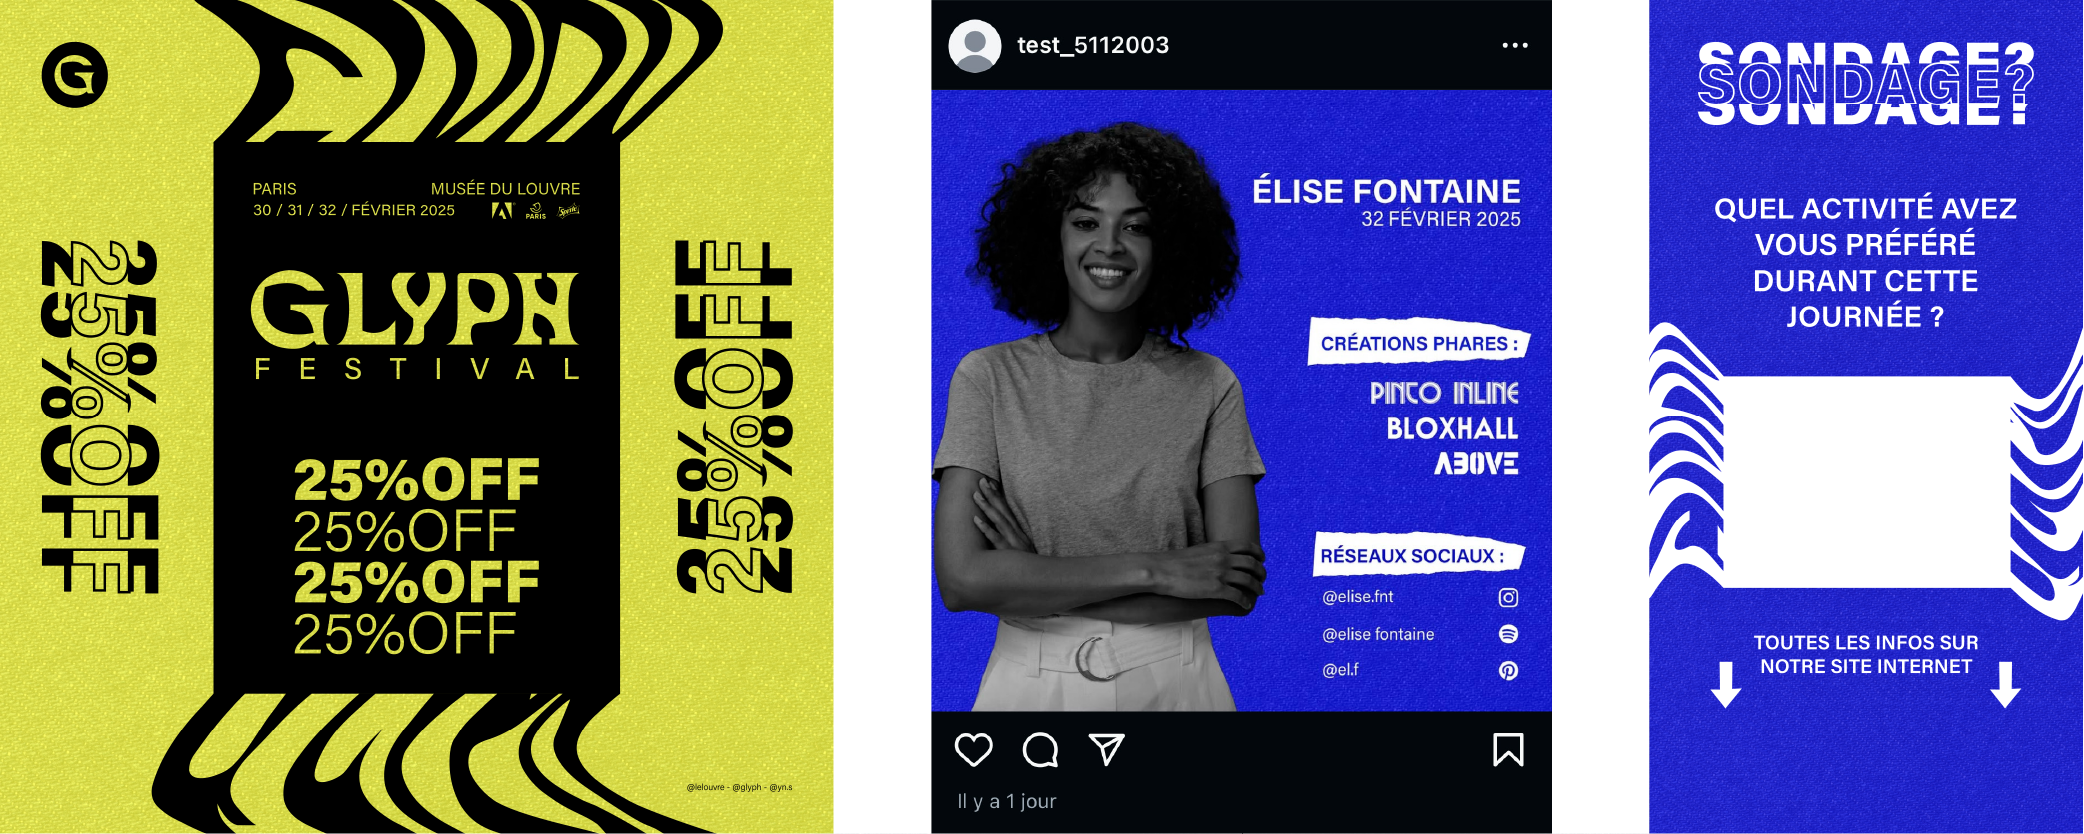 G
PARIS
MUSÉE DU LOUVRE
30 / 31 / 32 / FÉVRIER 2025
PARIS
GLYPH
FESTIVAL
25%OFF
25%OFF
25%OFF
25%OFF
25%OFF
25%OFF
25%OFF
25%OFF
25%OFF
25%OFF
@lelouvre - @glyph - @yn.s
test_5112003
ÉLISE FONTAINE
32 FÉVRIER 2025
CRÉATIONS PHARES :
PINTO INLINE
BLOXHALL
ABOVE
RÉSEAUX SOCIAUX :
@elise.fnt
@elise fontaine
@el.f
Il y a 1 jour
SONDAGE?
SONDAGE?
SONDAGE?
QUEL ACTIVITÉ AVEZ
VOUS PRÉFÉRÉ
DURANT CETTE
JOURNÉE ?
TOUTES LES INFOS SUR
NOTRE SITE INTERNET